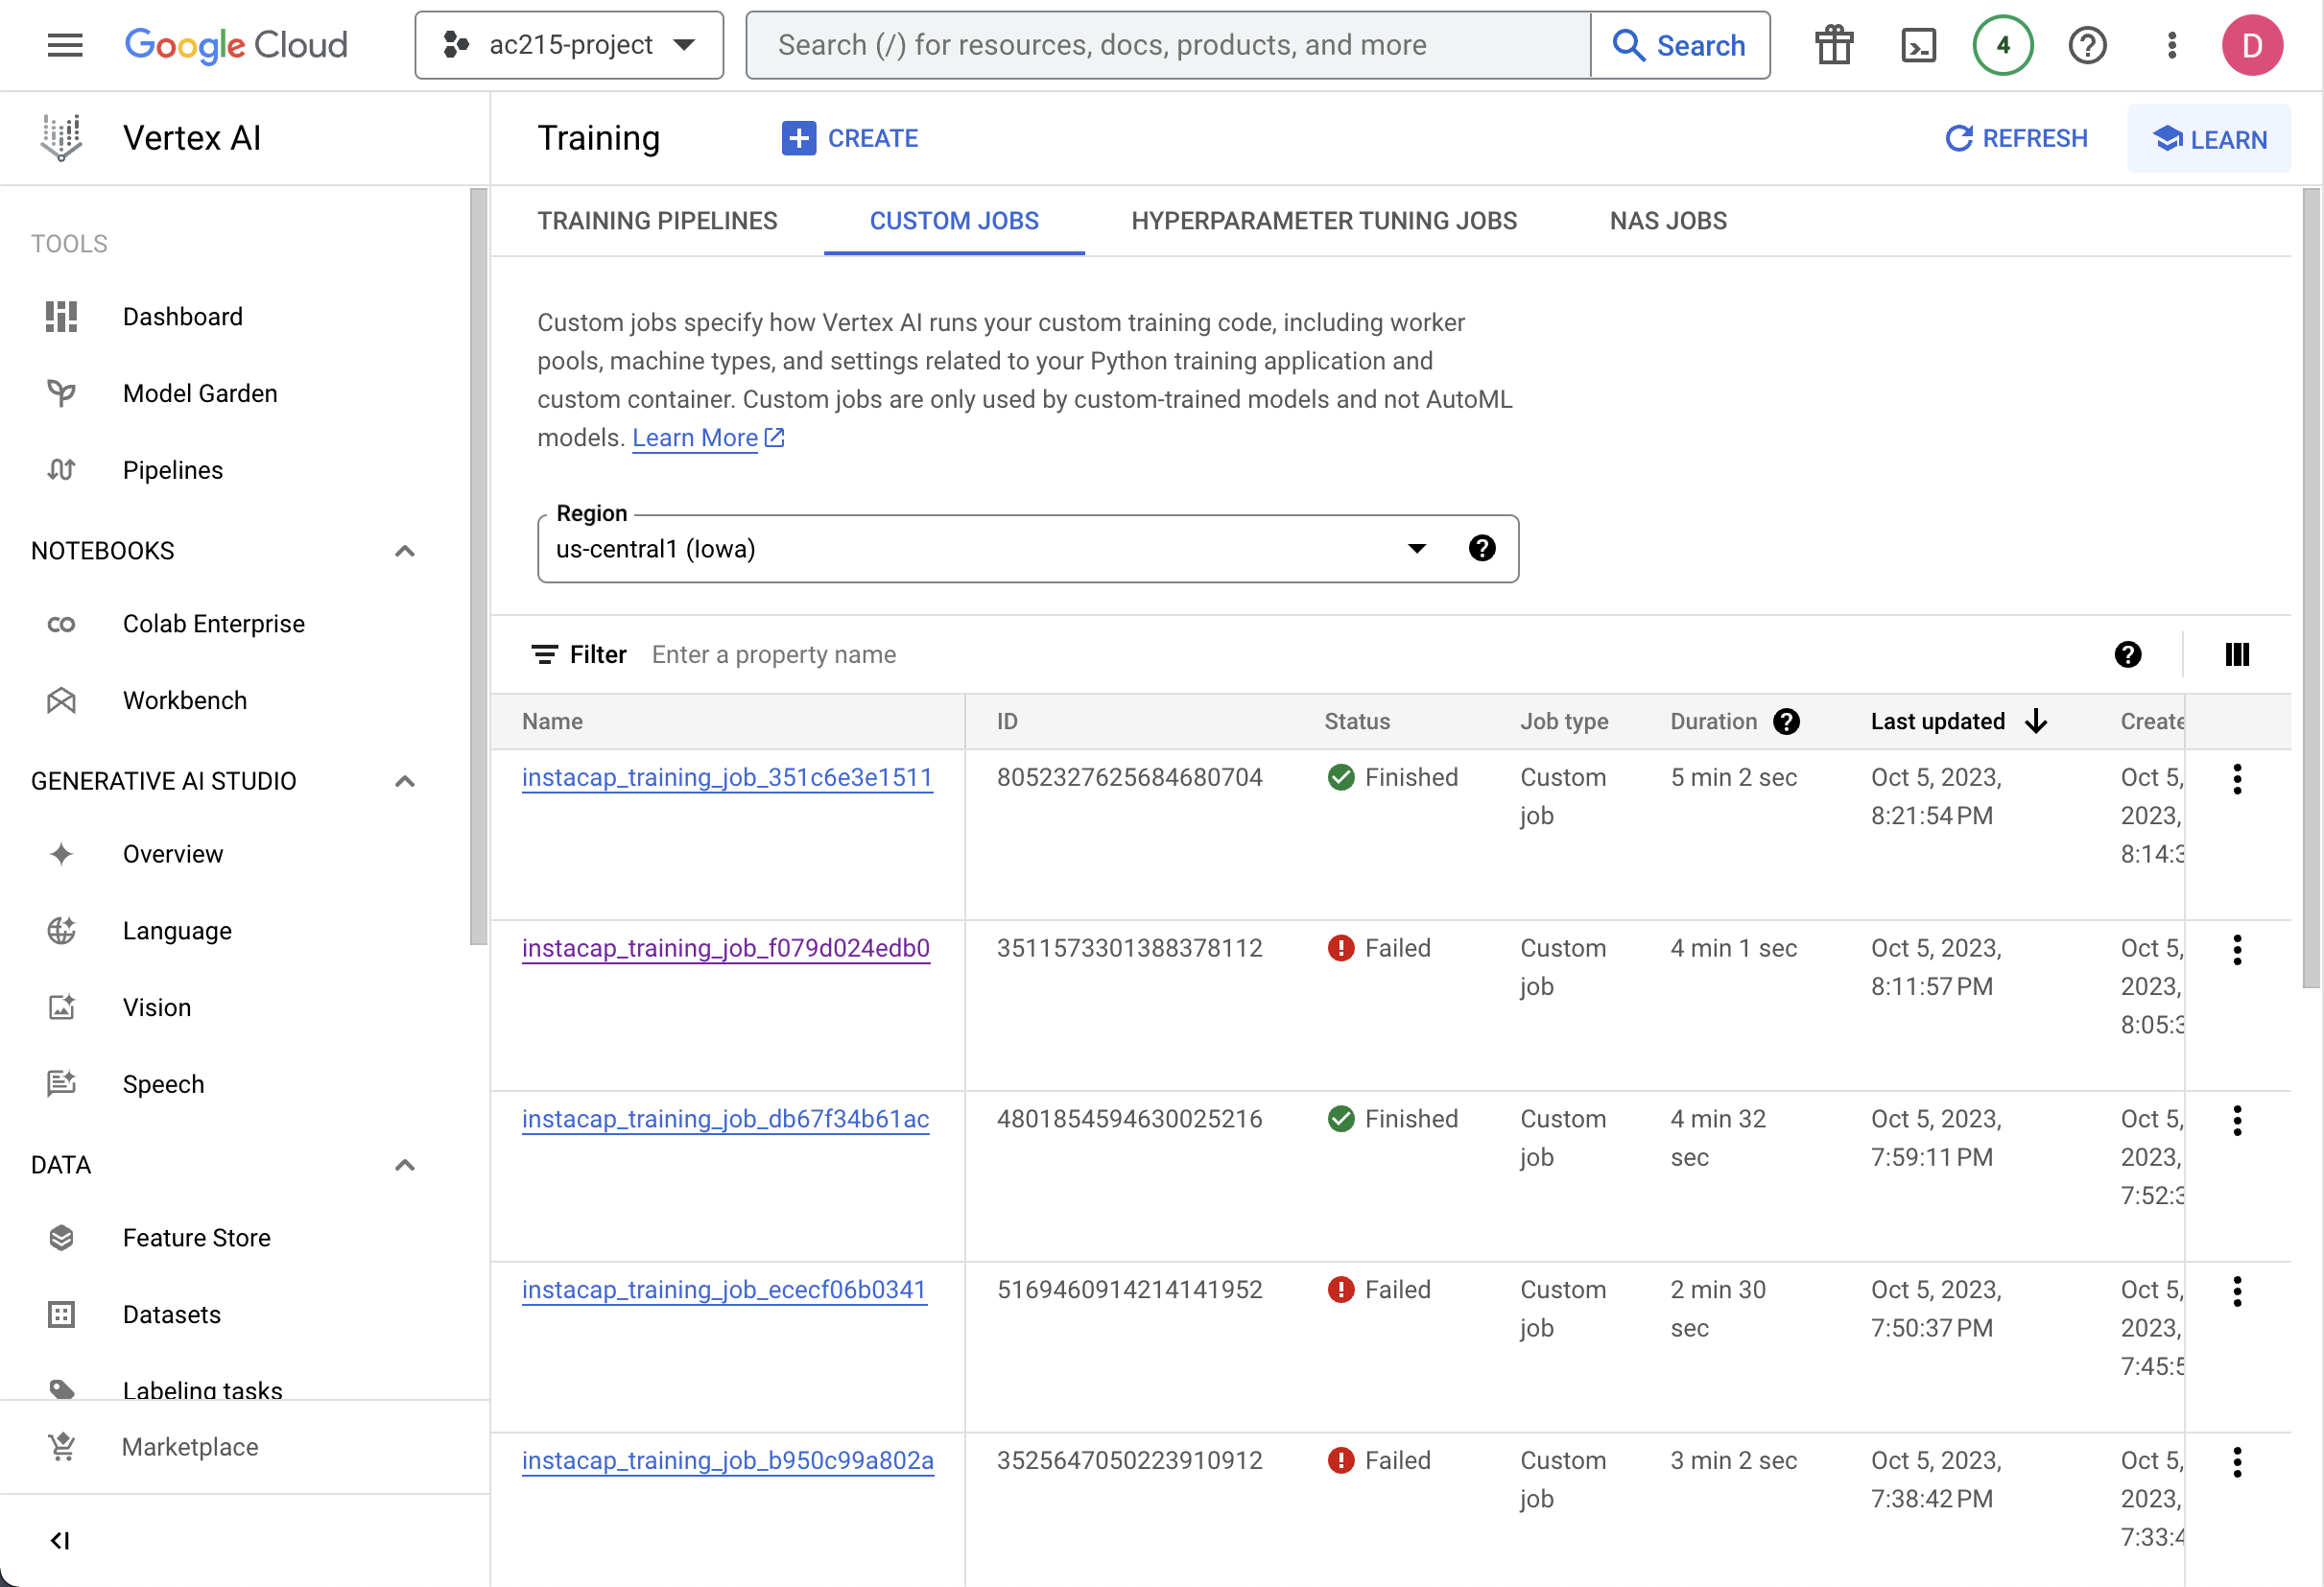 Google Cloud
ac215-project
Search (/) for resources, docs, products, and more
Search
4
D
Vertex AI
Training
CREATE
REFRESH
LEARN
TOOLS
Dashboard
Model Garden
Pipelines
NOTEBOOKS
Colab Enterprise
Workbench
GENERATIVE AI STUDIO
Overview
Language
Vision
Speech
DATA
Feature Store
Datasets
Labeling tasks
Marketplace
TRAINING PIPELINES
CUSTOM JOBS
HYPERPARAMETER TUNING JOBS
NAS JOBS
Custom jobs specify how Vertex AI runs your custom training code, including worker
pools, machine types, and settings related to your Python training application and
custom container. Custom jobs are only used by custom-trained models and not AutoML
models. Learn More
Region
us-central1 (Iowa)
Filter Enter a property name
Name ID Status Job type Duration Last updated Create
instacap_training_job_351c6e3e1511 8052327625684680704 Finished Custom 5 min 2 sec Oct 5, 2023, Oct 5,
job 8:21:54 PM 2023,
8:14:3
instacap_training_job_f079d024edb0 3511573301388378112 Failed Custom 4 min 1 sec Oct 5, 2023, Oct 5,
job 8:11:57 PM 2023,
8:05:3
instacap_training_job_db67f34b61ac 4801854594630025216 Finished Custom 4 min 32 Oct 5, 2023, Oct 5,
job sec 7:59:11 PM 2023,
7:52:3
instacap_training_job_ececf06b0341 5169460914214141952 Failed Custom 2 min 30 Oct 5, 2023, Oct 5,
job sec 7:50:37 PM 2023,
7:45:5
instacap_training_job_b950c99a802a 3525647050223910912 Failed Custom 3 min 2 sec Oct 5, 2023, Oct 5,
job 7:38:42 PM 2023,
7:33:4